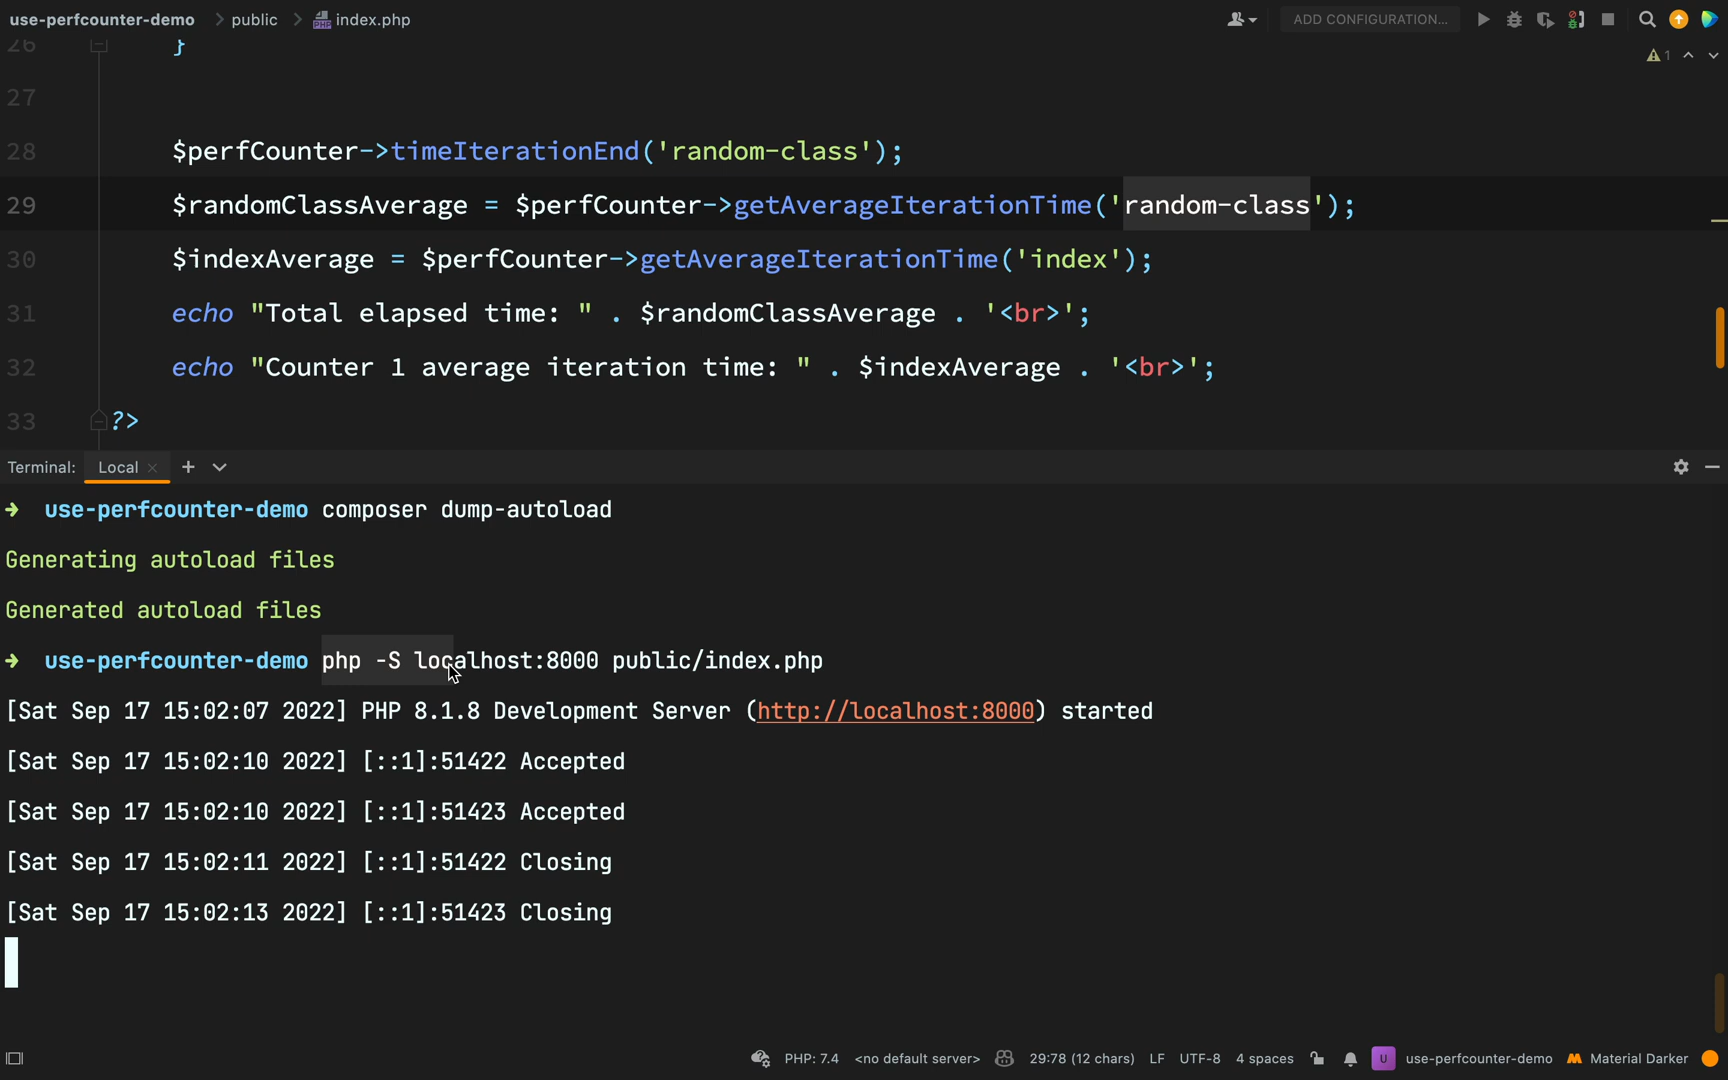 use-perfcounter-demo > public > index.php ADD CONFIGURATION...
26 }
1
27
28 $perfCounter->timeIterationEnd('random-class');
29 $randomClassAverage = $perfCounter->getAverageIterationTime('random-class');
30 $indexAverage = $perfCounter->getAverageIterationTime('index');
31 echo "Total elapsed time: " . $randomClassAverage . '<br>';
32 echo "Counter 1 average iteration time: " . $indexAverage . '<br>';
33 ?>
Terminal: Local
→ use-perfcounter-demo composer dump-autoload
Generating autoload files
Generated autoload files
→ use-perfcounter-demo php -S localhost:8000 public/index.php
[Sat Sep 17 15:02:07 2022] PHP 8.1.8 Development Server (http://localhost:8000) started
[Sat Sep 17 15:02:10 2022] [::1]:51422 Accepted
[Sat Sep 17 15:02:10 2022] [::1]:51423 Accepted
[Sat Sep 17 15:02:11 2022] [::1]:51422 Closing
[Sat Sep 17 15:02:13 2022] [::1]:51423 Closing
PHP: 7.4 <no default server> 29:78 (12 chars) LF UTF-8 4 spaces U use-perfcounter-demo Material Darker